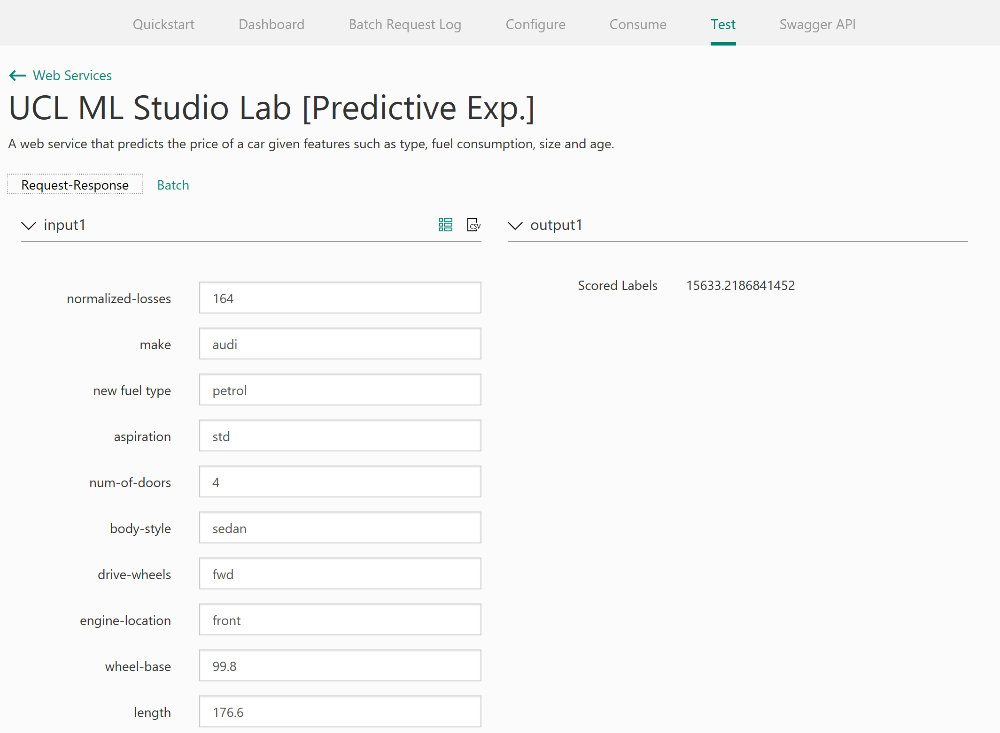 Quickstart Dashboard Batch Request Log Configure Consume Test Swagger API
Web Services
UCL ML Studio Lab [Predictive Exp.]
A web service that predicts the price of a car given features such as type, fuel consumption, size and age.
Request-Response Batch
input1 CSV output1
normalized-losses 164 Scored Labels 15633.2186841452
make audi
new fuel type petrol
aspiration std
num-of-doors 4
body-style sedan
drive-wheels fwd
engine-location front
wheel-base 99.8
length 176.6